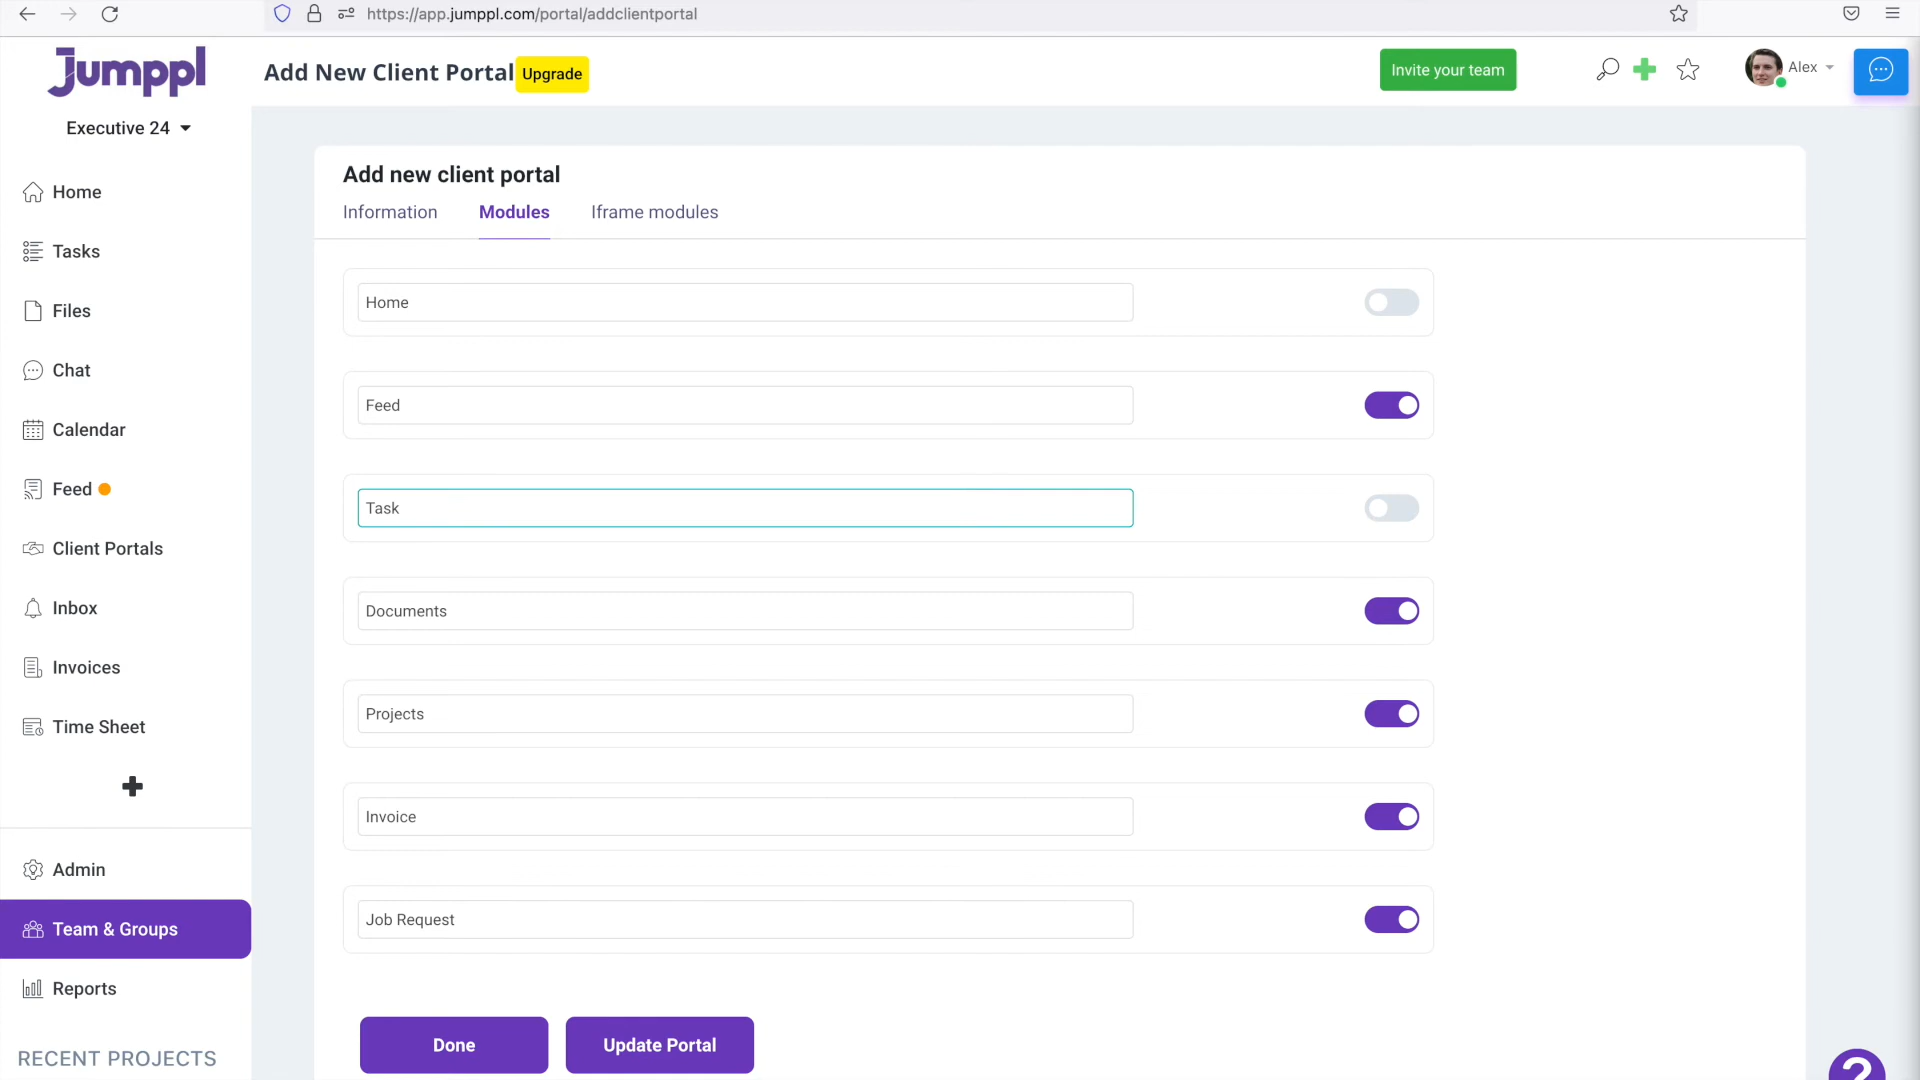 https://app.jumppl.com/portal/addclientportal
Jumppl
Add New Client Portal Upgrade
Invite your team
Alex
Executive 24
Home
Tasks
Files
Chat
Calendar
Feed
Client Portals
Inbox
Invoices
Time Sheet
Admin
Team & Groups
Reports
RECENT PROJECTS
Add new client portal
Information Modules Iframe modules
Home
Feed
Task
Documents
Projects
Invoice
Job Request
Done Update Portal
?